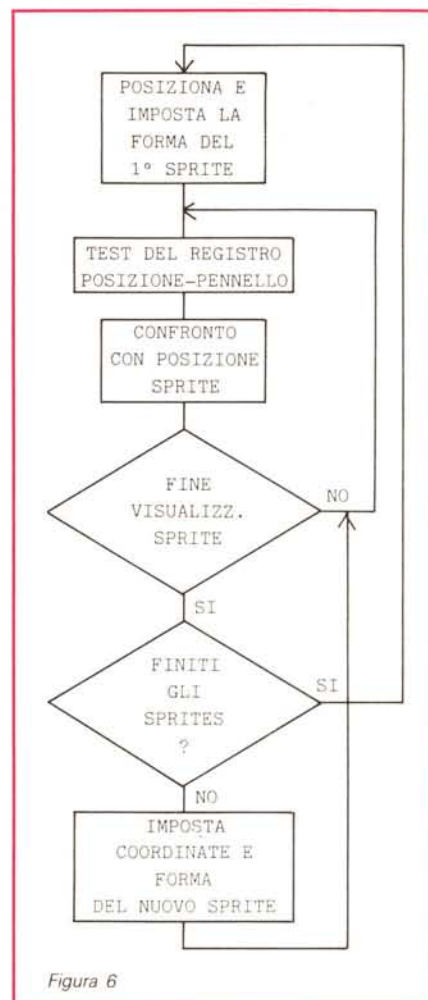 POSIZIONA E
IMPOSTA LA
FORMA DEL
1° SPRITE
TEST DEL REGISTRO
POSIZIONE-PENNELLO
CONFRONTO
CON POSIZIONE
SPRITE
FINE
VISUALIZZ.
SPRITE
NO
SI
FINITI
GLI
SPRITES
?
SI
NO
IMPOSTA
COORDINATE E
FORMA
DEL NUOVO SPRITE
Figura 6